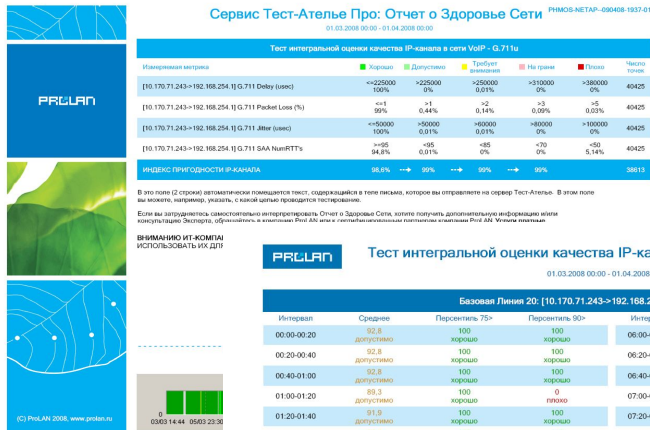 Сервис Тест-Ателье Про: Отчет о Здоровье Сети PHMOS-NETAP--090408-1937-01
01.03.2008 00:00 - 01.04.2008 00:00
PROLAN
Тест интегральной оценки качества IP-канала в сети VoIP - G.711u
Измеряемая метрика Хорошо Допустимо Требует внимания На грани Плохо Число точек
[10.170.71.243->192.168.254.1] G.711 Delay (usec) <=225000 100% >225000 0% >260000 0% >310000 0% >380000 0% 40425
[10.170.71.243->192.168.254.1] G.711 Packet Loss (%) <=1 99% >1 0,44% >2 0,14% >3 0,09% >5 0,03% 40425
[10.170.71.243->192.168.254.1] G.711 Jitter (usec) <=50000 100% >50000 0,01% >60000 0,01% >80000 0% >100000 0% 40425
[10.170.71.243->192.168.254.1] G.711 SAA NumRTT's >=95 94,8% <95 0,01% <85 0% <70 0% <50 5,14% 40425
ИНДЕКС ПРИГОДНОСТИ IP-КАНАЛА 98,6% 99% 99% 99% 38613
В это поле (2 строки) автоматически помещается текст, содержащийся в теле письма, которое вы отправляете на сервер Тест-Ателье- В этом поле
вы можете, например, указать, с какой целью проводится тестирование.
Если вы затрудняетесь самостоятельно интерпретировать Отчет о Здоровье Сети, хотите получить дополнительную информацию и/или
консультацию Эксперта, обращайтесь в компанию ProLAN или к сертифицированным партнерам компании ProLAN. Услуги платные
ВНИМАНИЮ ИТ-КОМПА
ИСПОЛЬЗОВАТЬ ИХ ДЛЯ
PROLAN
Тест интегральной оценки качества IP-ка
01.03.2008 00:00 - 01.04.2008
Базовая Линия 20: [10.170.71.243->192.168.2
Интервал Среднее Персентиль 75> Персентиль 90> Интер
00:00-00:20 92,8 допустимо 100 хорошо 100 хорошо 06:00-
00:20-00:40 92,8 допустимо 100 хорошо 100 хорошо 06:20-
00:40-01:00 92,8 допустимо 100 хорошо 100 хорошо 06:40-
01:00-01:20 89,3 допустимо 100 хорошо 0 плохо 07:00-
01:20-01:40 91,9 допустимо 100 хорошо 100 хорошо 07:20-
0
03/03 14:44 05/03 23:30
(C) ProLAN 2008, www.prolan.ru